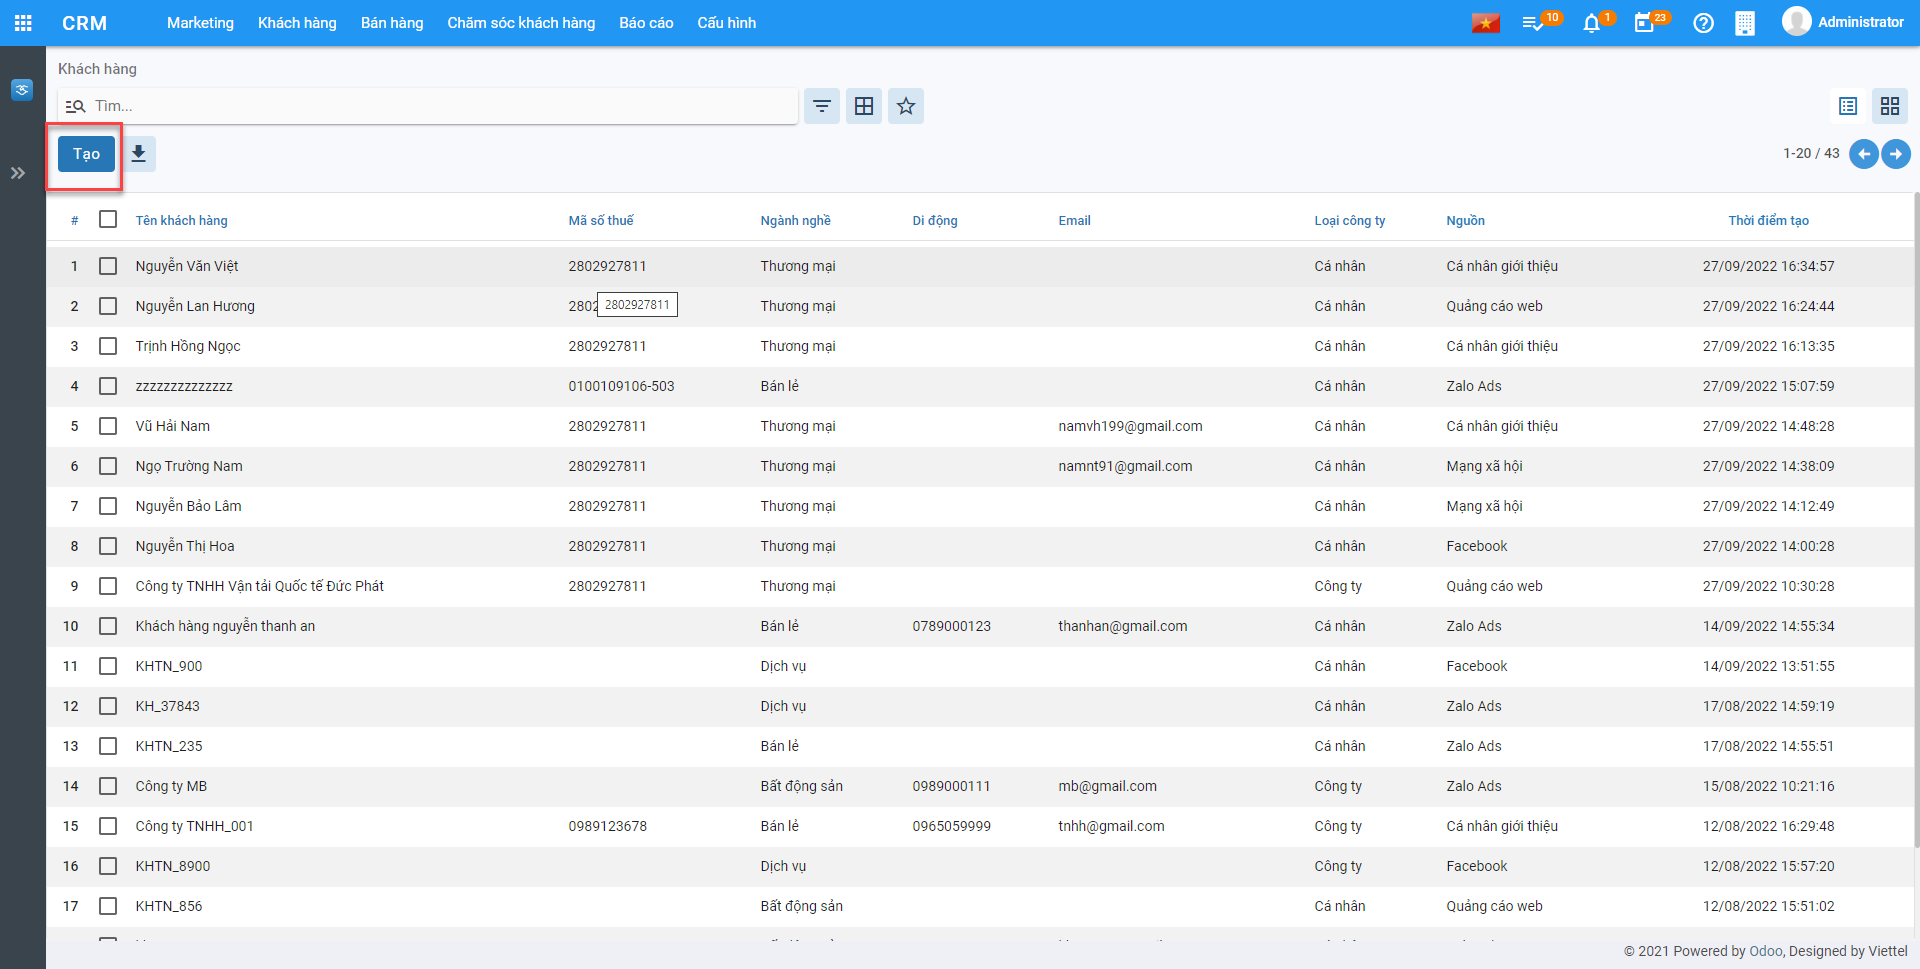 CRM Marketing Khách hàng Bán hàng Chăm sóc khách hàng Báo cáo Cấu hình 10 1 23 Administrator
Khách hàng
Tìm...
Tạo 1-20 / 43
# Tên khách hàng Mã số thuế Ngành nghề Di động Email Loại công ty Nguồn Thời điểm tạo
1 Nguyễn Văn Việt 2802927811 Thương mại Cá nhân Cá nhân giới thiệu 27/09/2022 16:34:57
2 Nguyễn Lan Hương 2802 2802927811 Thương mại Cá nhân Quảng cáo web 27/09/2022 16:24:44
3 Trịnh Hồng Ngọc 2802927811 Thương mại Cá nhân Cá nhân giới thiệu 27/09/2022 16:13:35
4 zzzzzzzzzzzzzz 0100109106-503 Bán lẻ Cá nhân Zalo Ads 27/09/2022 15:07:59
5 Vũ Hải Nam 2802927811 Thương mại namvh199@gmail.com Cá nhân Cá nhân giới thiệu 27/09/2022 14:48:28
6 Ngọ Trường Nam 2802927811 Thương mại namnt91@gmail.com Cá nhân Mạng xã hội 27/09/2022 14:38:09
7 Nguyễn Bảo Lâm 2802927811 Thương mại Cá nhân Mạng xã hội 27/09/2022 14:12:49
8 Nguyễn Thị Hoa 2802927811 Thương mại Cá nhân Facebook 27/09/2022 14:00:28
9 Công ty TNHH Vận tải Quốc tế Đức Phát 2802927811 Thương mại Công ty Quảng cáo web 27/09/2022 10:30:28
10 Khách hàng nguyễn thanh an Bán lẻ 0789000123 thanhan@gmail.com Cá nhân Zalo Ads 14/09/2022 14:55:34
11 KHTN_900 Dịch vụ Cá nhân Facebook 14/09/2022 13:51:55
12 KH_37843 Dịch vụ Cá nhân Zalo Ads 17/08/2022 14:59:19
13 KHTN_235 Bán lẻ Cá nhân Zalo Ads 17/08/2022 14:55:51
14 Công ty MB Bất động sản 0989000111 mb@gmail.com Công ty Zalo Ads 15/08/2022 10:21:16
15 Công ty TNHH_001 0989123678 Bán lẻ 0965059999 tnhh@gmail.com Công ty Cá nhân giới thiệu 12/08/2022 16:29:48
16 KHTN_8900 Dịch vụ Công ty Facebook 12/08/2022 15:57:20
17 KHTN_856 Bất động sản Cá nhân Quảng cáo web 12/08/2022 15:51:02
© 2021 Powered by Odoo, Designed by Viettel